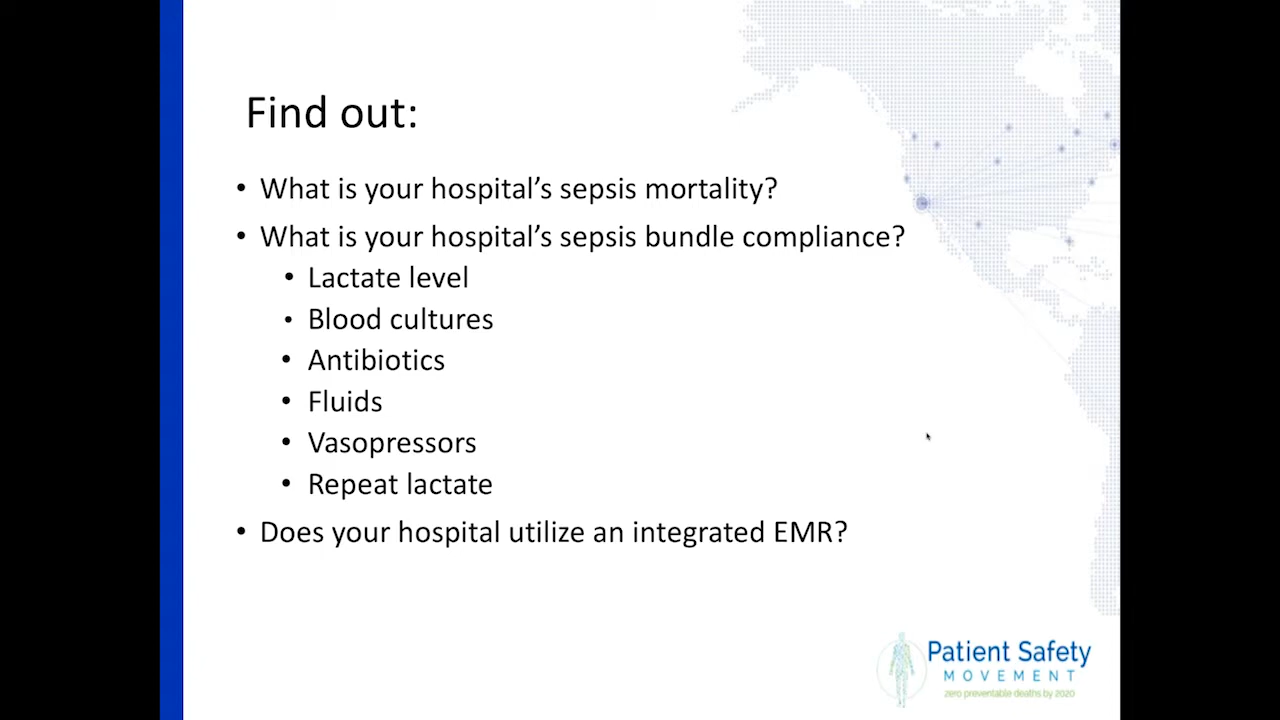 Find out:
• What is your hospital’s sepsis mortality?
• What is your hospital’s sepsis bundle compliance?
• Lactate level
• Blood cultures
• Antibiotics
• Fluids
• Vasopressors
• Repeat lactate
• Does your hospital utilize an integrated EMR?
Patient Safety
MOVEMENT
zero preventable deaths by 2020